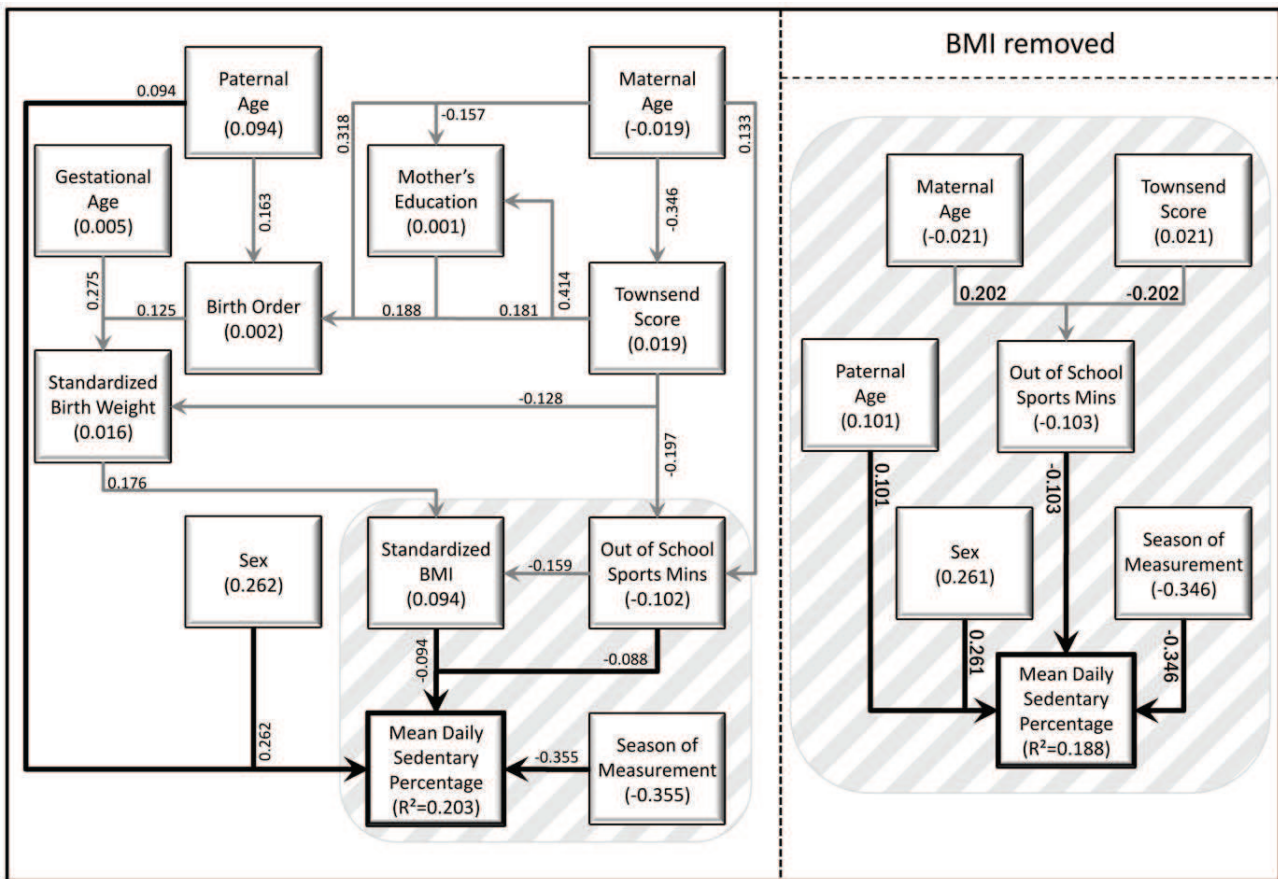 BMI removed
0.094
Paternal
Age
(0.094)
Maternal
Age
(-0.019)
-0.157
0.318
0.133
Gestational
Age
(0.005)
Mother's
Education
(0.001)
0.163
-0.346
0.275
0.125
Birth Order
(0.002)
0.188
0.181
0.414
Townsend
Score
(0.019)
Standardized
Birth Weight
(0.016)
-0.128
-0.197
0.176
Sex
(0.262)
Standardized
BMI
(0.094)
-0.159
Out of School
Sports Mins
(-0.102)
-0.094
-0.088
0.262
Mean Daily
Sedentary
Percentage
(R²=0.203)
-0.355
Season of
Measurement
(-0.355)
Maternal
Age
(-0.021)
Townsend
Score
(0.021)
0.202
-0.202
Paternal
Age
(0.101)
Out of School
Sports Mins
(-0.103)
0.101
-0.103
Sex
(0.261)
Season of
Measurement
(-0.346)
0.261
-0.346
Mean Daily
Sedentary
Percentage
(R²=0.188)